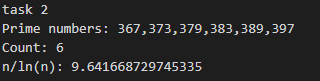 task 2
Prime numbers: 367,373,379,383,389,397
Count: 6
n/ln(n): 9.641668729745335